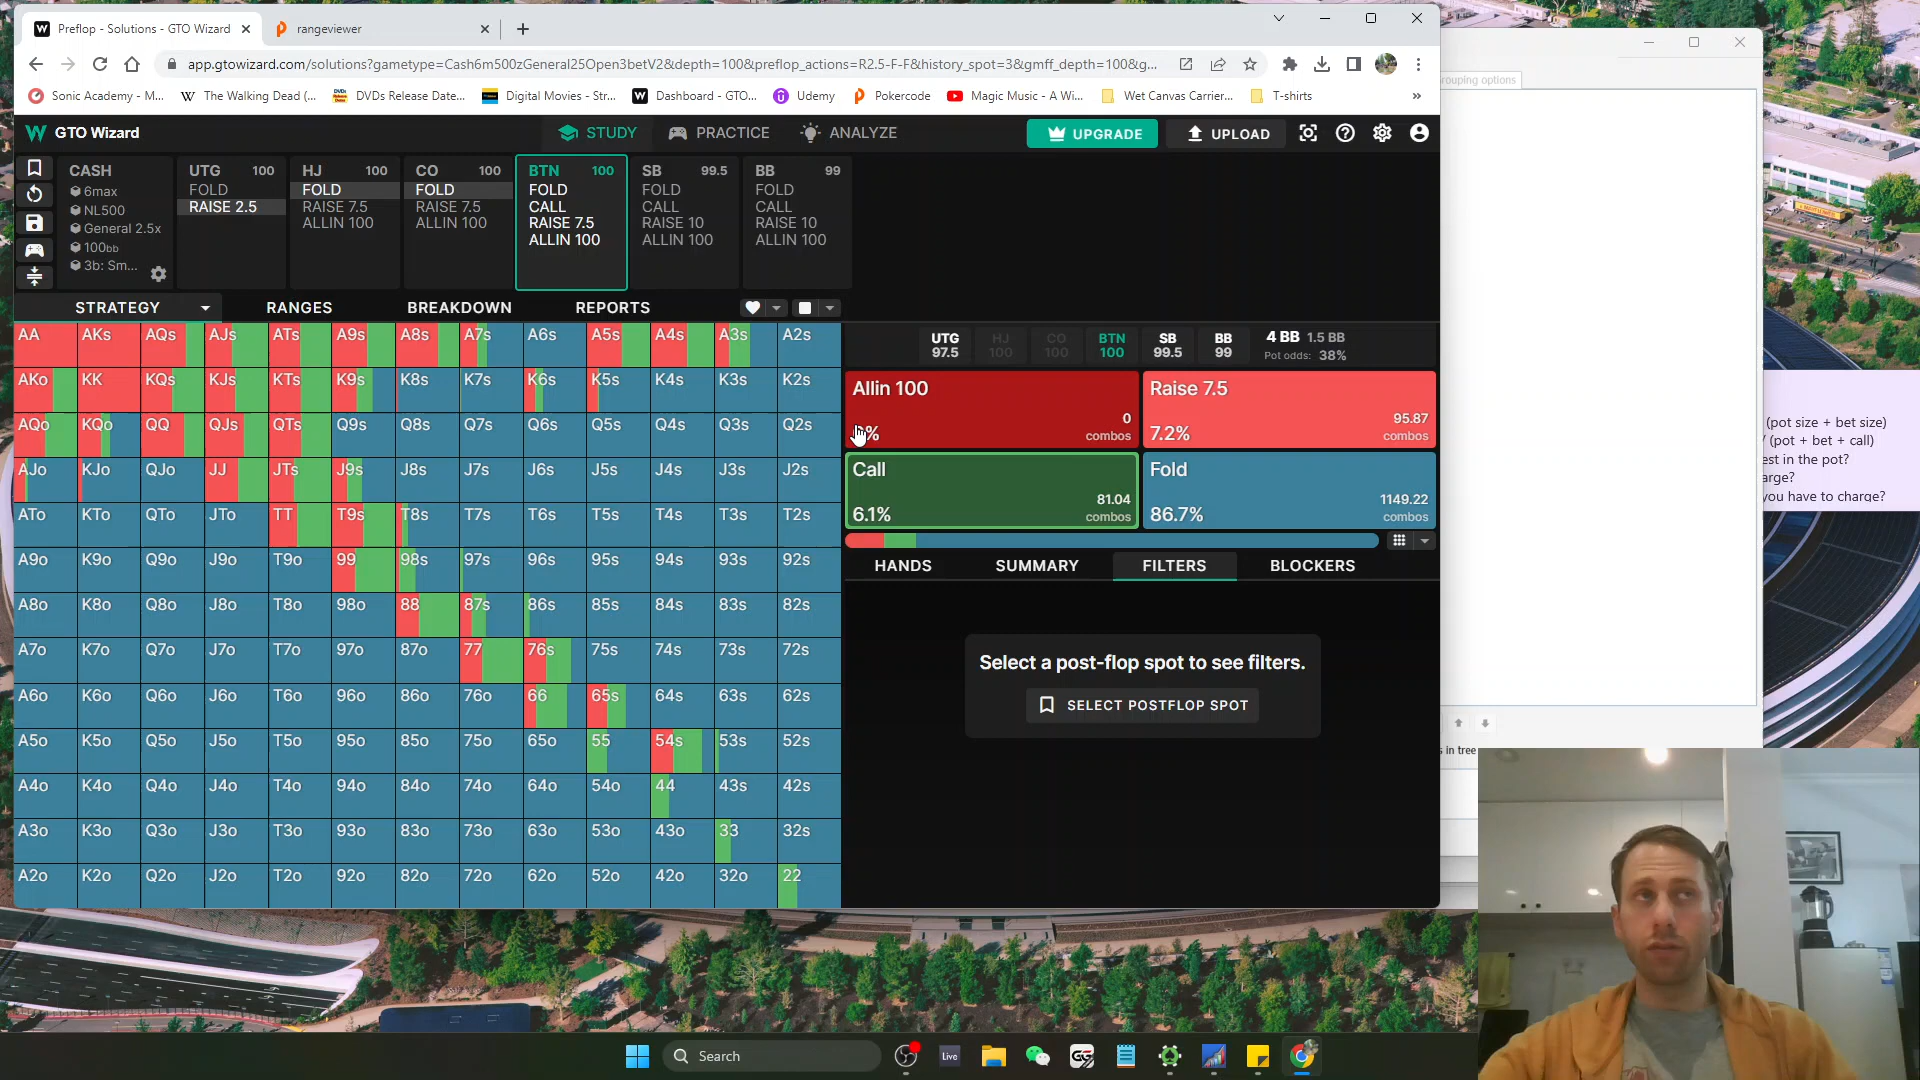 Preflop - Solutions - GTO Wizard
rangeviewer
app.gtowizard.com/solutions?gametype=Cash6m500zGeneral25Open3betV2&depth=100&preflop_actions=R2.5-F-F&history_spot=3&gmff_depth=100&g...
Sonic Academy - M... The Walking Dead (... DVDs Release Date... Digital Movies - Str... Dashboard - GTO... Udemy Pokercode Magic Music - A Wi... Wet Canvas Carrier... T-shirts »
GTO Wizard STUDY PRACTICE ANALYZE UPGRADE UPLOAD
CASH UTG 100 HJ 100 CO 100 BTN 100 SB 99.5 BB 99
6max FOLD FOLD FOLD FOLD FOLD FOLD
NL500 RAISE 2.5 RAISE 7.5 RAISE 7.5 CALL CALL CALL
General 2.5x ALLIN 100 ALLIN 100 RAISE 7.5 RAISE 10 RAISE 10
100bb ALLIN 100 ALLIN 100 ALLIN 100
3b: Sm...
STRATEGY RANGES BREAKDOWN REPORTS
AA AKs AQs AJs ATs A9s A8s A7s A6s A5s A4s A3s A2s
AKo KK KQs KJs KTs K9s K8s K7s K6s K5s K4s K3s K2s
AQo KQo QQ QJs QTs Q9s Q8s Q7s Q6s Q5s Q4s Q3s Q2s
AJo KJo QJo JJ JTs J9s J8s J7s J6s J5s J4s J3s J2s
ATo KTo QTo JTo TT T9s T8s T7s T6s T5s T4s T3s T2s
A9o K9o Q9o J9o T9o 99 98s 97s 96s 95s 94s 93s 92s
A8o K8o Q8o J8o T8o 98o 88 87s 86s 85s 84s 83s 82s
A7o K7o Q7o J7o T7o 97o 87o 77 76s 75s 74s 73s 72s
A6o K6o Q6o J6o T6o 96o 86o 76o 66 65s 64s 63s 62s
A5o K5o Q5o J5o T5o 95o 85o 75o 65o 55 54s 53s 52s
A4o K4o Q4o J4o T4o 94o 84o 74o 64o 54o 44 43s 42s
A3o K3o Q3o J3o T3o 93o 83o 73o 63o 53o 43o 33 32s
A2o K2o Q2o J2o T2o 92o 82o 72o 62o 52o 42o 32o 22
UTG HJ CO BTN SB BB 4 BB 1.5 BB
97.5 100 100 100 99.5 99 Pot odds: 38%
Allin 100 Raise 7.5
0 95.87
% combos 7.2% combos
Call Fold
81.04 1149.22
6.1% combos 86.7% combos
HANDS SUMMARY FILTERS BLOCKERS
Select a post-flop spot to see filters.
SELECT POSTFLOP SPOT
rouping options
(pot size + bet size)
/ (pot + bet + call)
est in the pot?
arge?
you have to charge?
s in tree
Search
Live